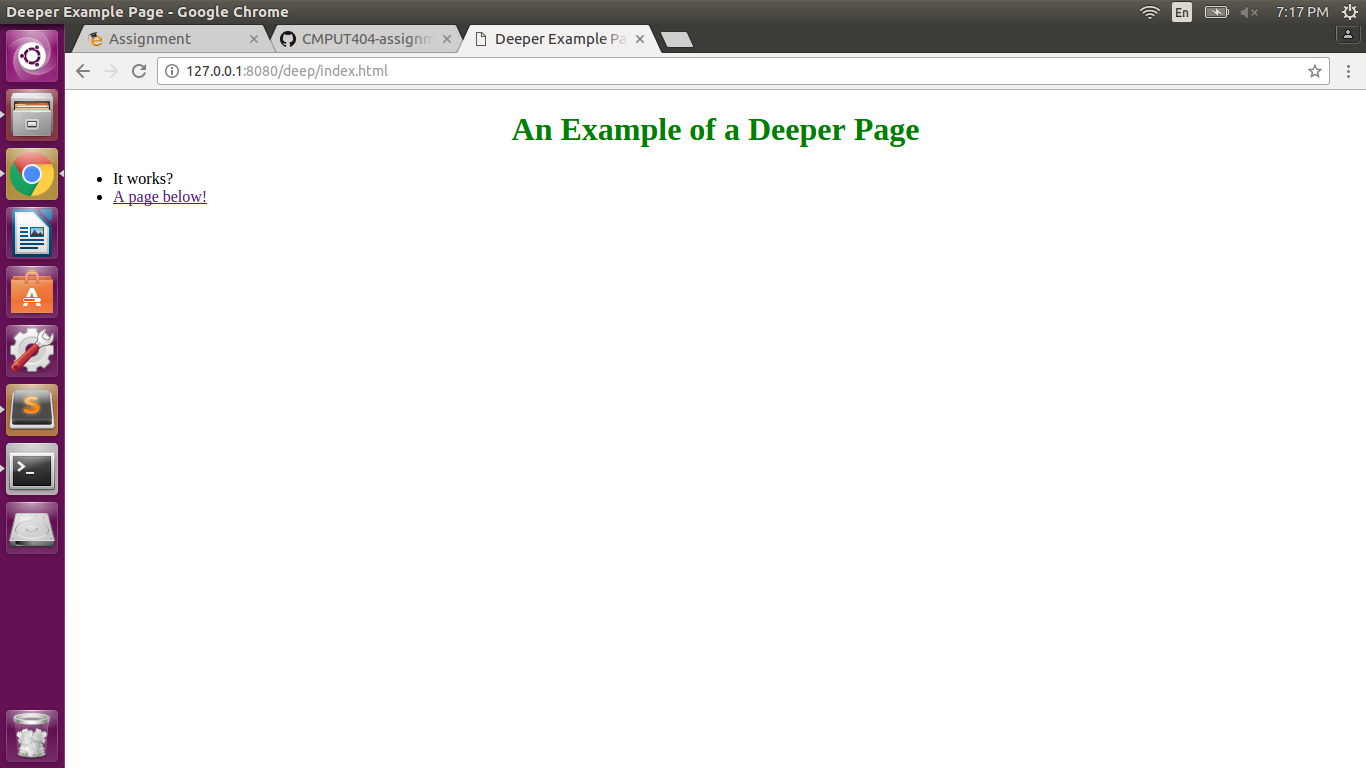 Deeper Example Page - Google Chrome
En
7:17 PM
Assignment
CMPUT404-assignm
Deeper Example Pa
127.0.0.1:8080/deep/index.html
An Example of a Deeper Page
It works?
A page below!